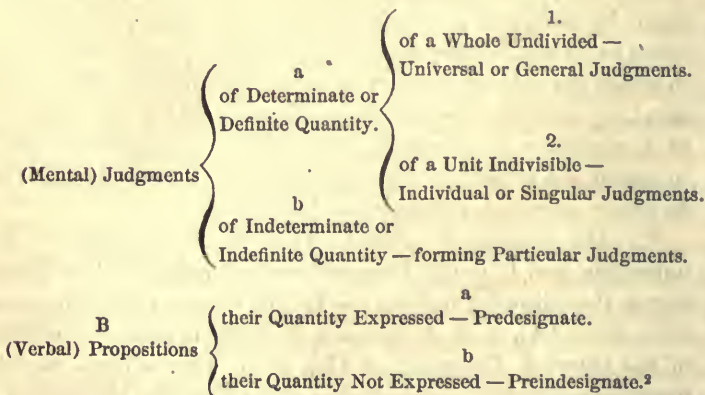 1.
of a Whole Undivided —
Universal or General Judgments.
a
of Determinate or
Definite Quantity.
2.
of a Unit Indivisible —
Individual or Singular Judgments.
(Mental) Judgments
b
of Indeterminate or
Indefinite Quantity — forming Particular Judgments.
a
their Quantity Expressed — Predesignate.
B
(Verbal) Propositions
b
their Quantity Not Expressed — Preindesignate.²